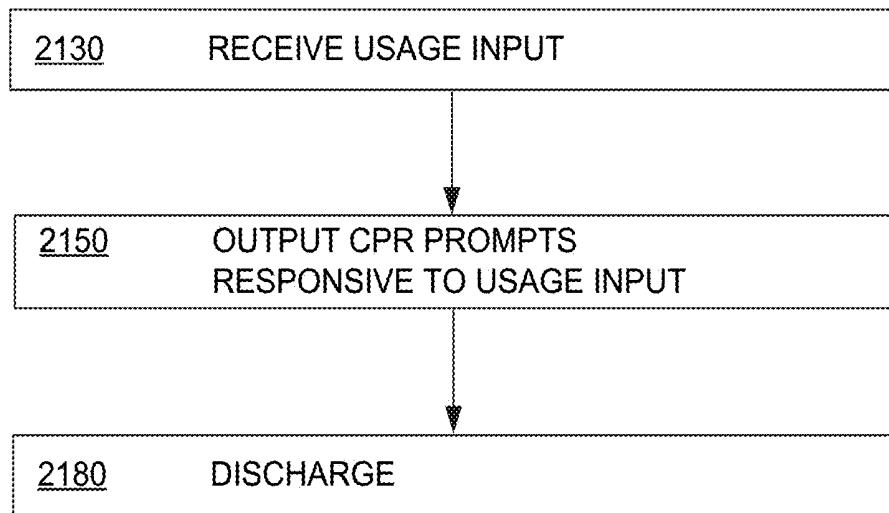 2130 RECEIVE USAGE INPUT
2150 OUTPUT CPR PROMPTS
RESPONSIVE TO USAGE INPUT
2180 DISCHARGE